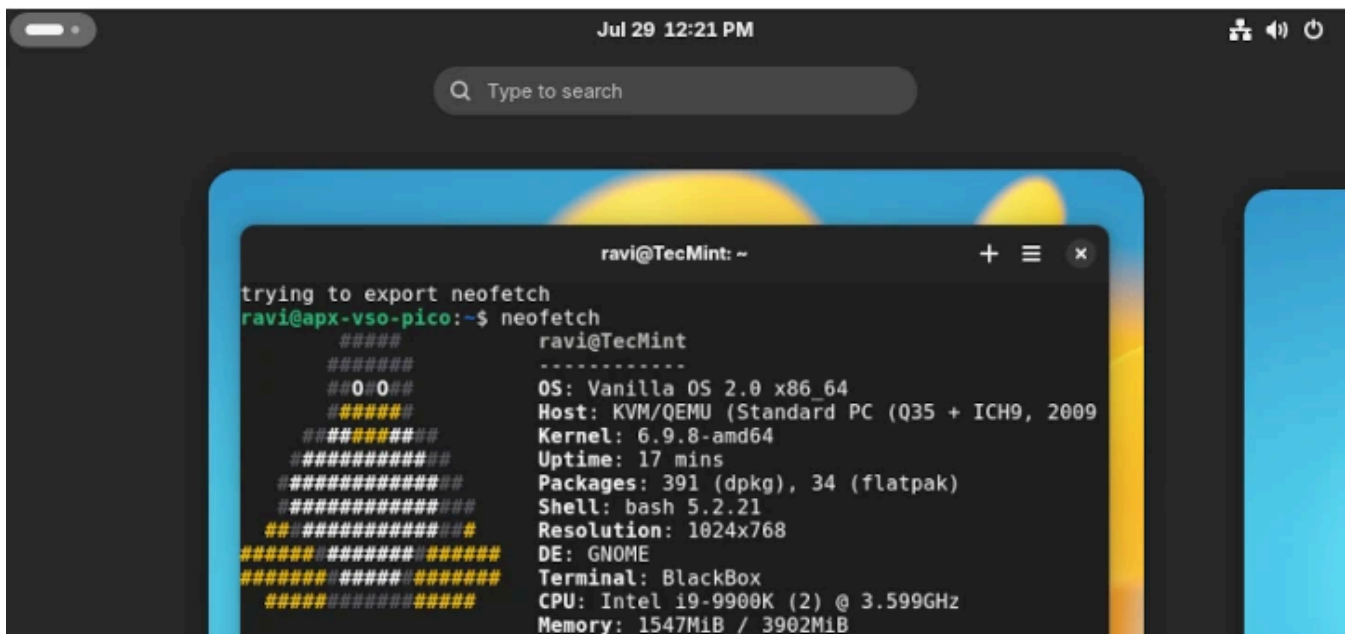 Jul 29 12:21 PM
Type to search
ravi@TecMint: ~
trying to export neofetch
ravi@apx-vso-pico:~$ neofetch
##### ravi@TecMint
####### ------------
##O#O## OS: Vanilla OS 2.0 x86_64
####### Host: KVM/QEMU (Standard PC (Q35 + ICH9, 2009
########### Kernel: 6.9.8-amd64
############# Uptime: 17 mins
############### Packages: 391 (dpkg), 34 (flatpak)
################ Shell: bash 5.2.21
################# Resolution: 1024x768
##################### DE: GNOME
##################### Terminal: BlackBox
################# CPU: Intel i9-9900K (2) @ 3.599GHz
Memory: 1547MiB / 3902MiB